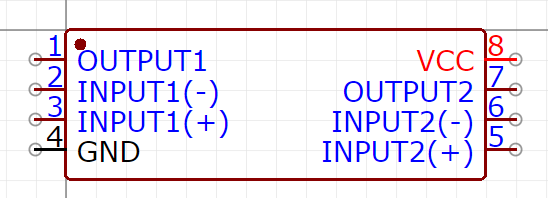 1 OUTPUT1 VCC 8
2 INPUT1(-) OUTPUT2 7
3 INPUT1(+) INPUT2(-) 6
4 GND INPUT2(+) 5